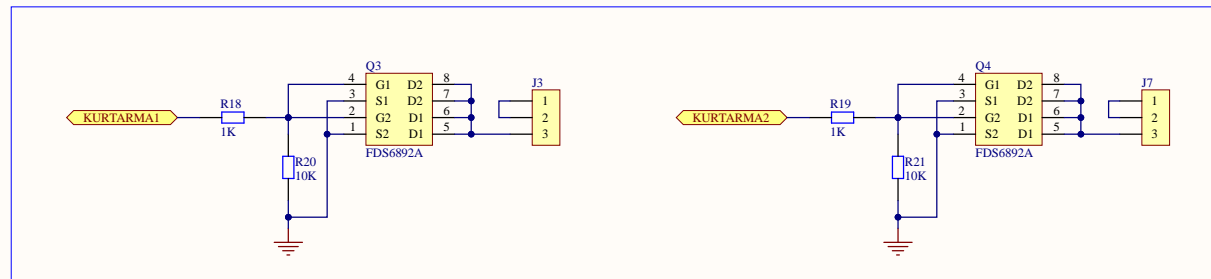 Q3
4 G1 D2 8
3 S1 D2 7
2 G2 D1 6
1 S2 D1 5
FDS6892A
J3
1
2
3
KURTARMA1
R18
1K
R20
10K
Q4
4 G1 D2 8
3 S1 D2 7
2 G2 D1 6
1 S2 D1 5
FDS6892A
J7
1
2
3
KURTARMA2
R19
1K
R21
10K